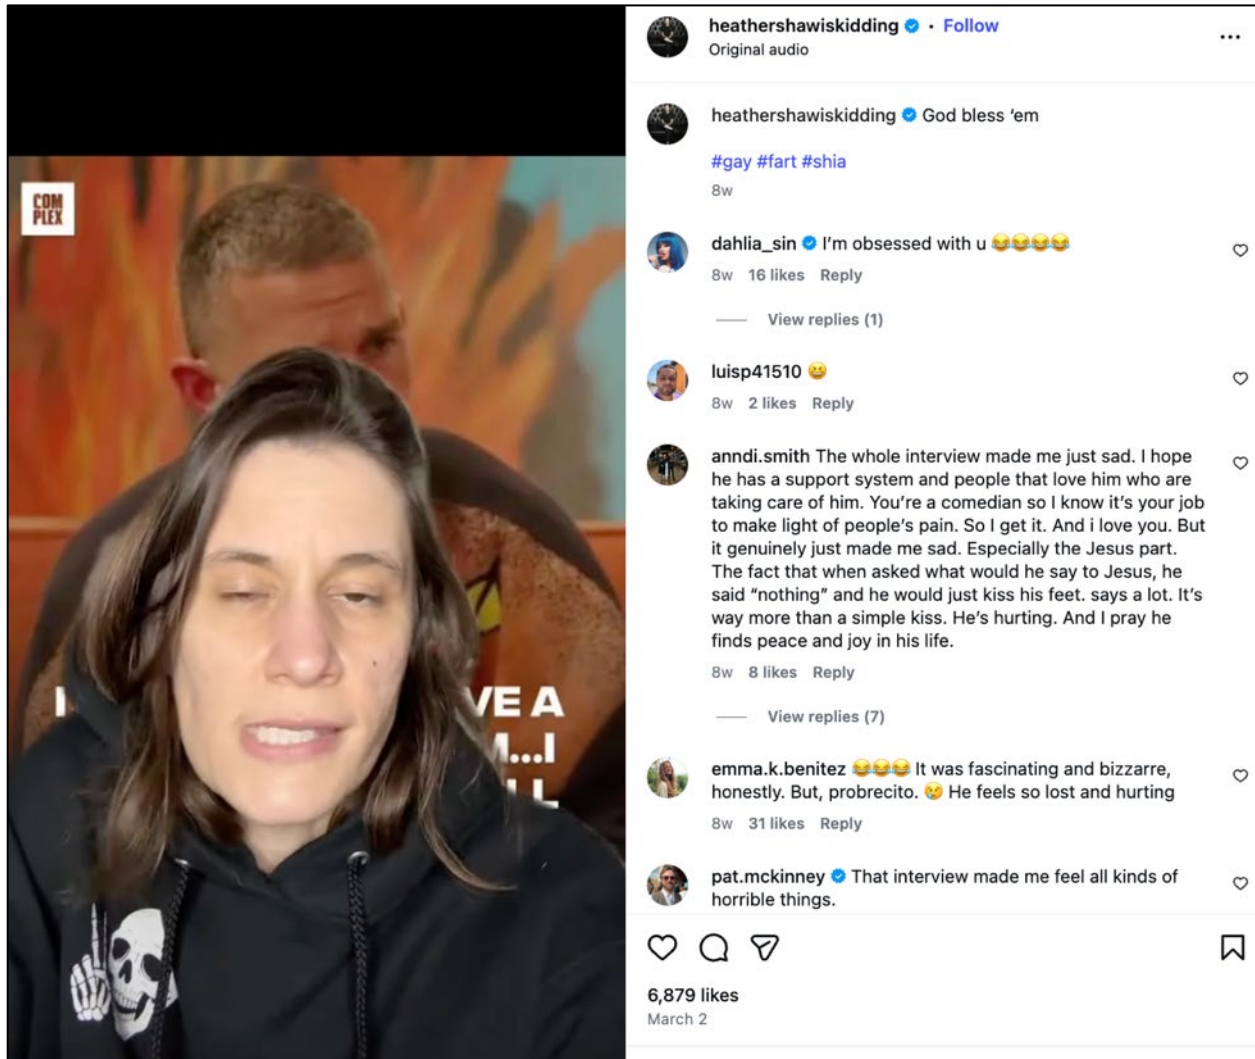 COM
PLEX
VE A
M...I
heathershawiskidding • Follow
Original audio
heathershawiskidding God bless ‘em
#gay #fart #shia
8w
dahlia_sin I’m obsessed with u 😂😂😂😂
8w 16 likes Reply
View replies (1)
luisp41510 😆
8w 2 likes Reply
anndi.smith The whole interview made me just sad. I hope
he has a support system and people that love him who are
taking care of him. You’re a comedian so I know it’s your job
to make light of people’s pain. So I get it. And i love you. But
it genuinely just made me sad. Especially the Jesus part.
The fact that when asked what would he say to Jesus, he
said “nothing” and he would just kiss his feet. says a lot. It’s
way more than a simple kiss. He’s hurting. And I pray he
finds peace and joy in his life.
8w 8 likes Reply
View replies (7)
emma.k.benitez 😂😂😂 It was fascinating and bizzarre,
honestly. But, probrecito. 😢 He feels so lost and hurting
8w 31 likes Reply
pat.mckinney That interview made me feel all kinds of
horrible things.
6,879 likes
March 2